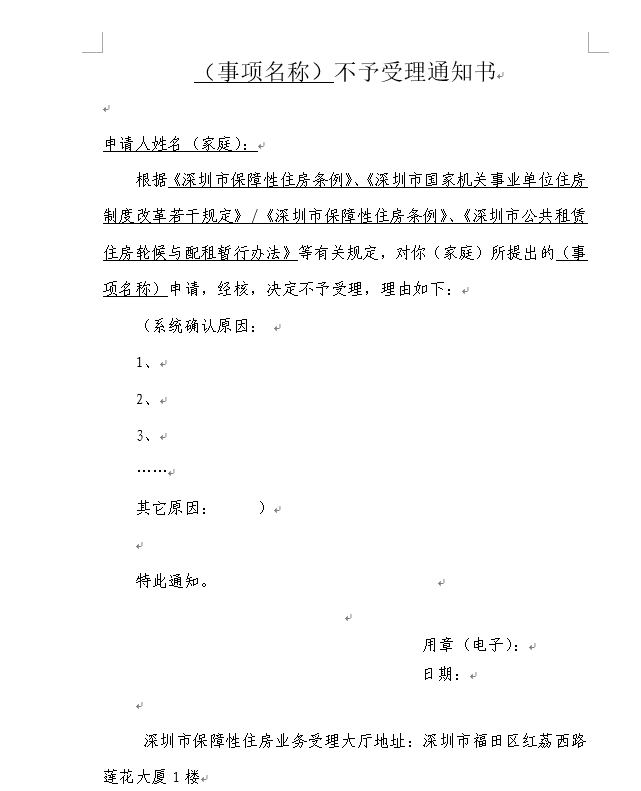 （事项名称）不予受理通知书
申请人姓名（家庭）：
根据《深圳市保障性住房条例》、《深圳市国家机关事业单位住房
制度改革若干规定》/《深圳市保障性住房条例》、《深圳市公共租赁
住房轮候与配租暂行办法》等有关规定，对你（家庭）所提出的（事
项名称）申请，经核，决定不予受理，理由如下：
（系统确认原因：
1、
2、
3、
……
其它原因：　　　）
特此通知。
用章（电子）：
日期：
深圳市保障性住房业务受理大厅地址：深圳市福田区红荔西路
莲花大厦 1 楼